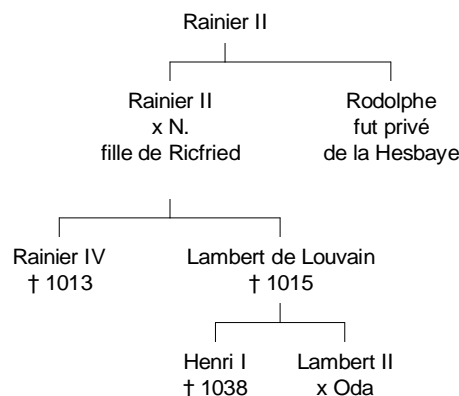 Rainier II
Rainier II
x N.
fille de Ricfried
Rodolphe
fut privé
de la Hesbaye
Rainier IV
† 1013
Lambert de Louvain
† 1015
Henri I
† 1038
Lambert II
x Oda